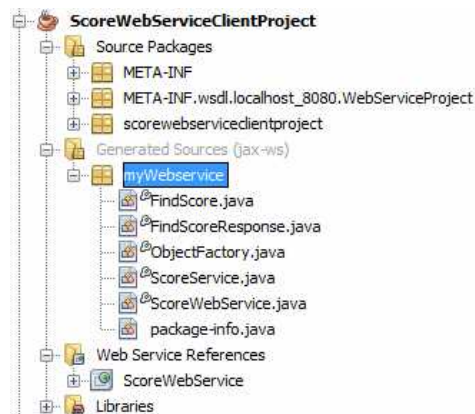 ScoreWebServiceClientProject
Source Packages
META-INF
META-INF.wsdl.localhost_8080.WebServiceProject
scorewebserviceclientproject
Generated Sources (jax-ws)
myWebservice
FindScore.java
FindScoreResponse.java
ObjectFactory.java
ScoreService.java
ScoreWebService.java
package-info.java
Web Service References
ScoreWebService
Libraries